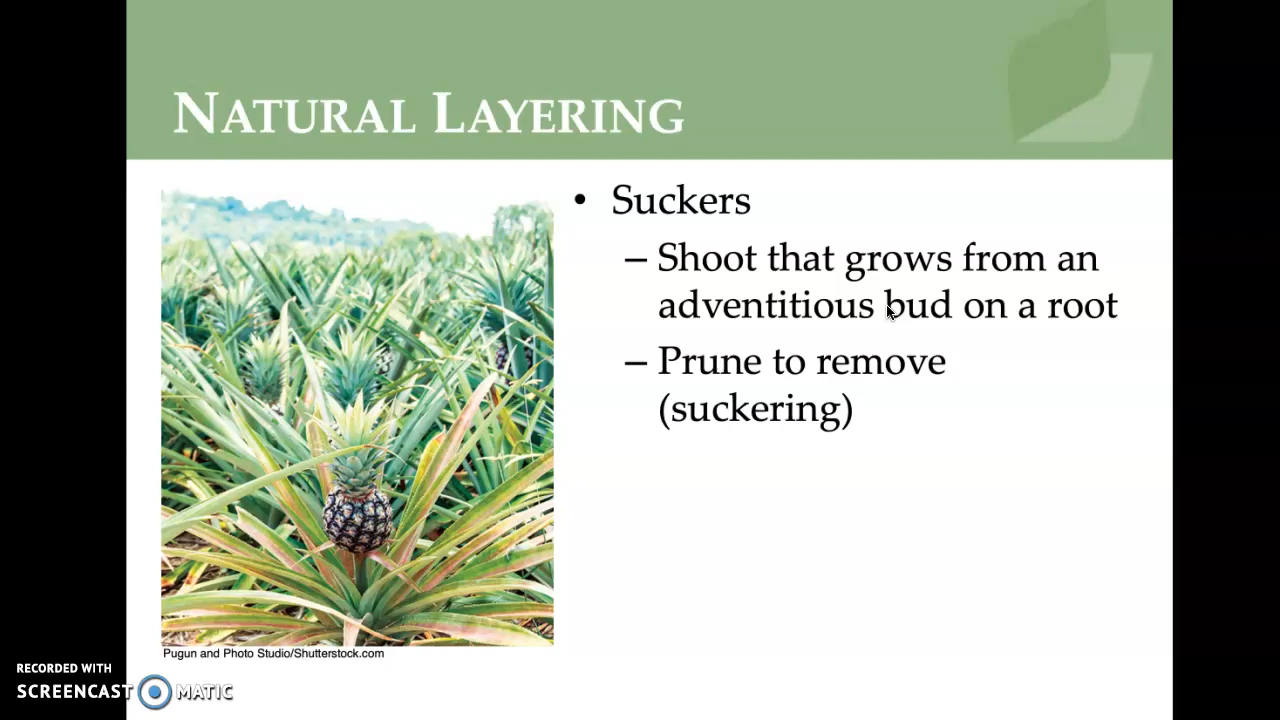 NATURAL LAYERING
• Suckers
– Shoot that grows from an
adventitious bud on a root
– Prune to remove
(suckering)
Pugun and Photo Studio/Shutterstock.com
RECORDED WITH
SCREENCAST MATIC